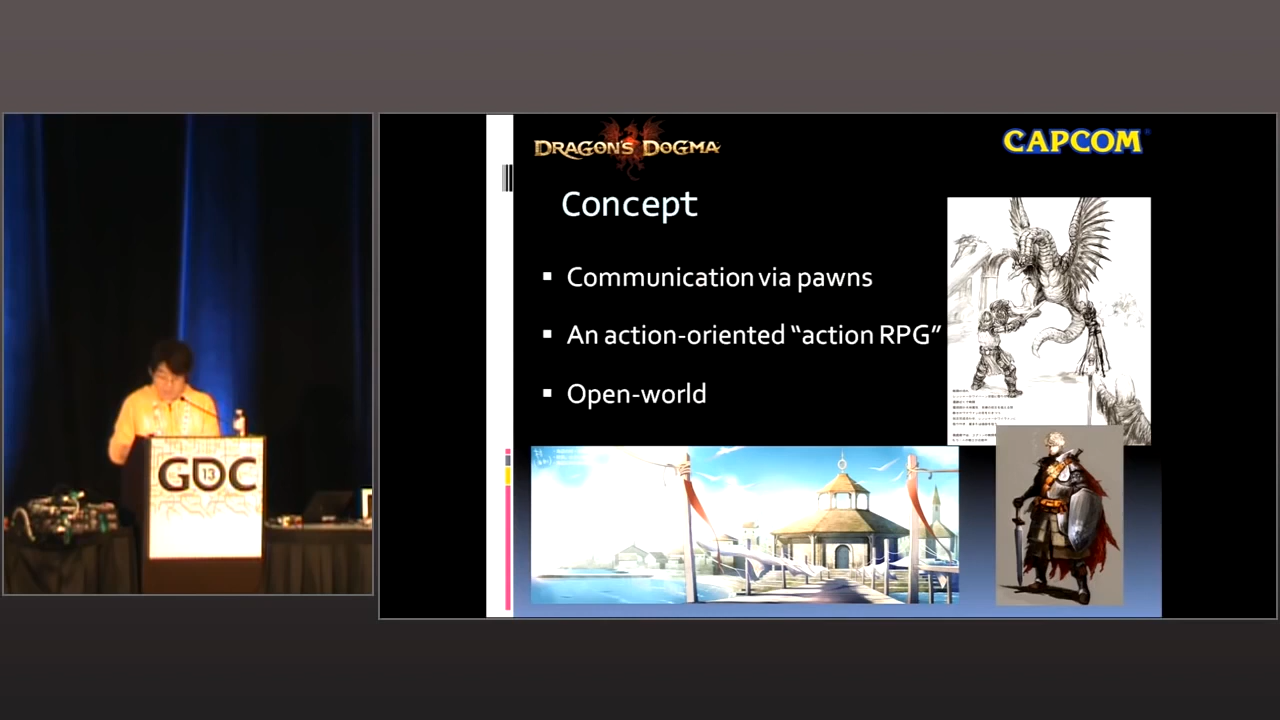 DRAGON'S DOGMA
CAPCOM
Concept
▪ Communication via pawns
▪ An action-oriented “action RPG”
▪ Open-world
GDC
13